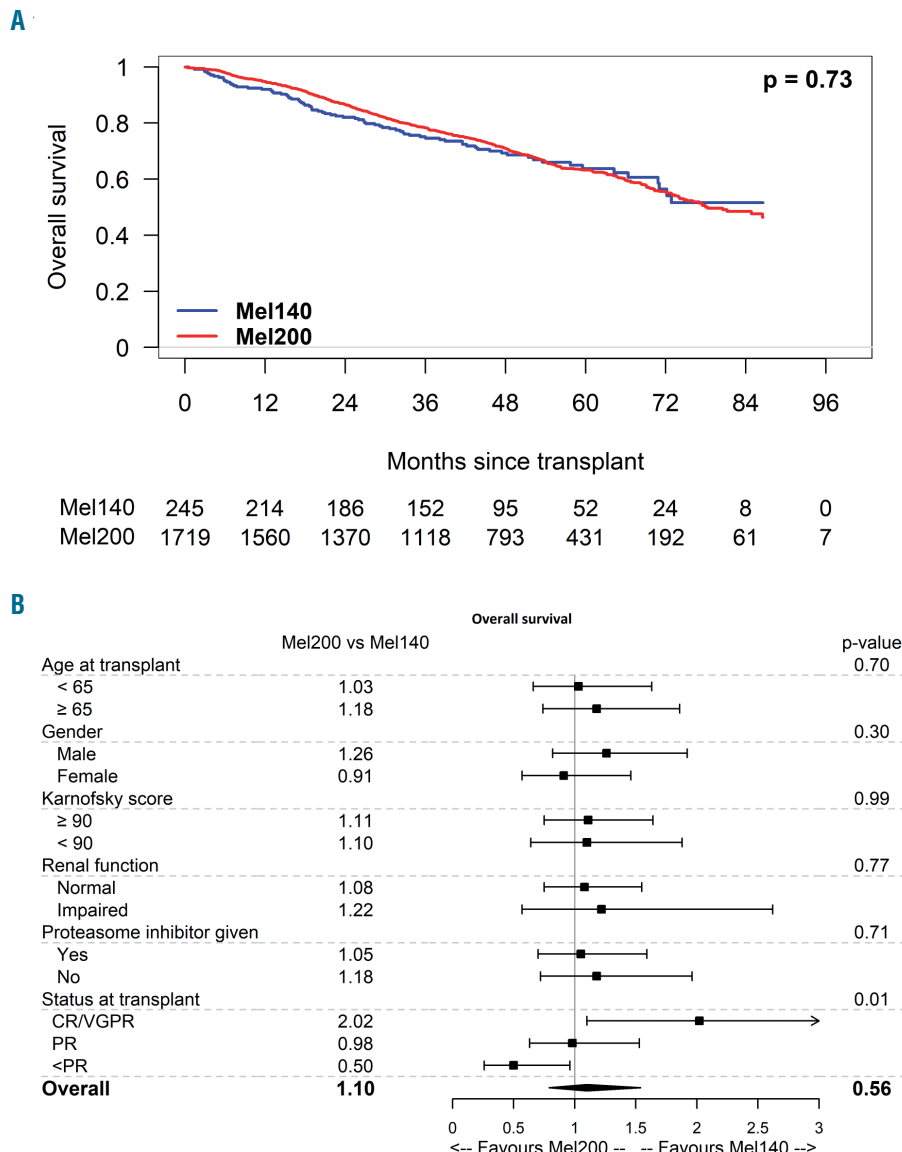 A
p = 0.73
1
0.8
0.6
0.4
0.2
0
Overall survival
Mel140
Mel200
0 12 24 36 48 60 72 84 96
Months since transplant
Mel140 245 214 186 152 95 52 24 8 0
Mel200 1719 1560 1370 1118 793 431 192 61 7
B
Overall survival
Mel200 vs Mel140 p-value
Age at transplant 0.70
< 65 1.03
≥ 65 1.18
Gender 0.30
Male 1.26
Female 0.91
Karnofsky score 0.99
≥ 90 1.11
< 90 1.10
Renal function 0.77
Normal 1.08
Impaired 1.22
Proteasome inhibitor given 0.71
Yes 1.05
No 1.18
Status at transplant 0.01
CR/VGPR 2.02
PR 0.98
<PR 0.50
Overall 1.10 0.56
0 0.5 1 1.5 2 2.5 3
<-- Favours Mel200 -- -- Favours Mel140 -->